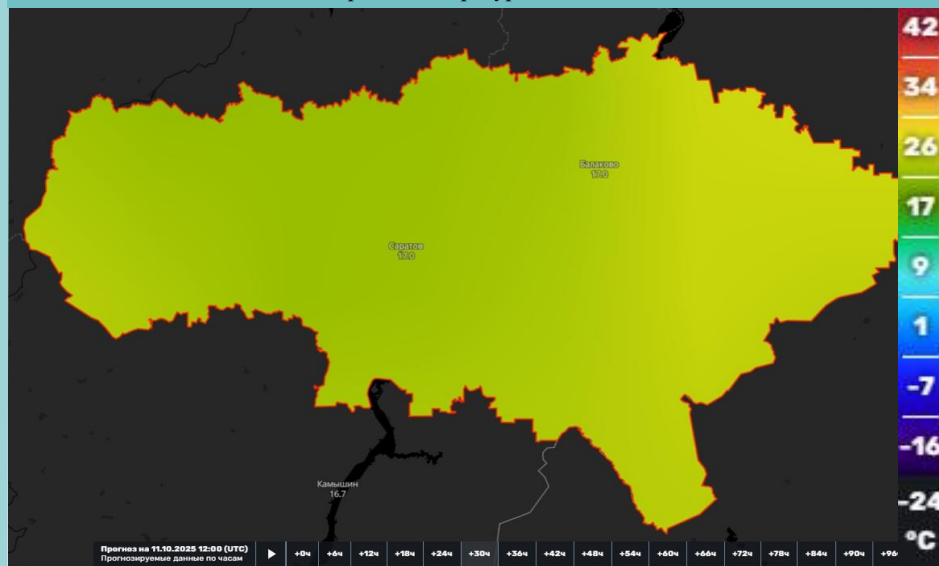 42
34
26
17
9
1
-7
-16
-24
°C
Балаково
17.0
Саратов
17.0
Камышин
16.7
Прогноз на 11.10.2025 12:00 (UTC)
Прогнозируемые данные по часам
+0ч +6ч +12ч +18ч +24ч +30ч +36ч +42ч +48ч +54ч +60ч +66ч +72ч +78ч +84ч +90ч +96